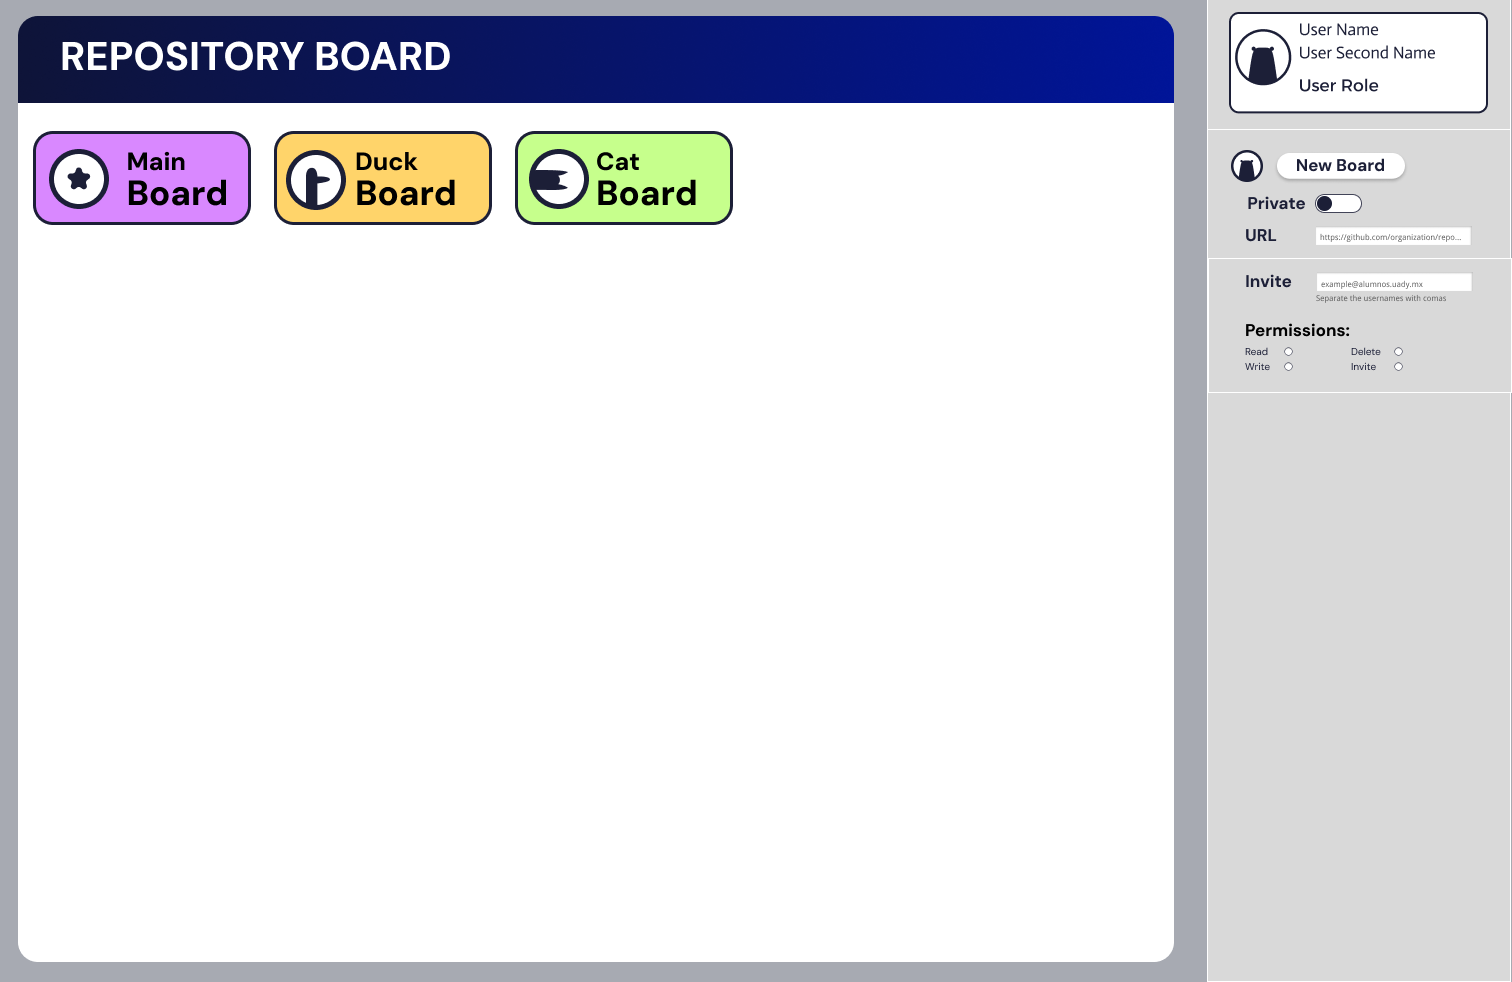 REPOSITORY BOARD
Main
Board
Duck
Board
Cat
Board
User Name
User Second Name
User Role
New Board
Private
URL
https://github.com/organization/repo...
Invite
example@alumnos.uady.mx
Separate the usernames with comas
Permissions:
Read
Delete
Write
Invite